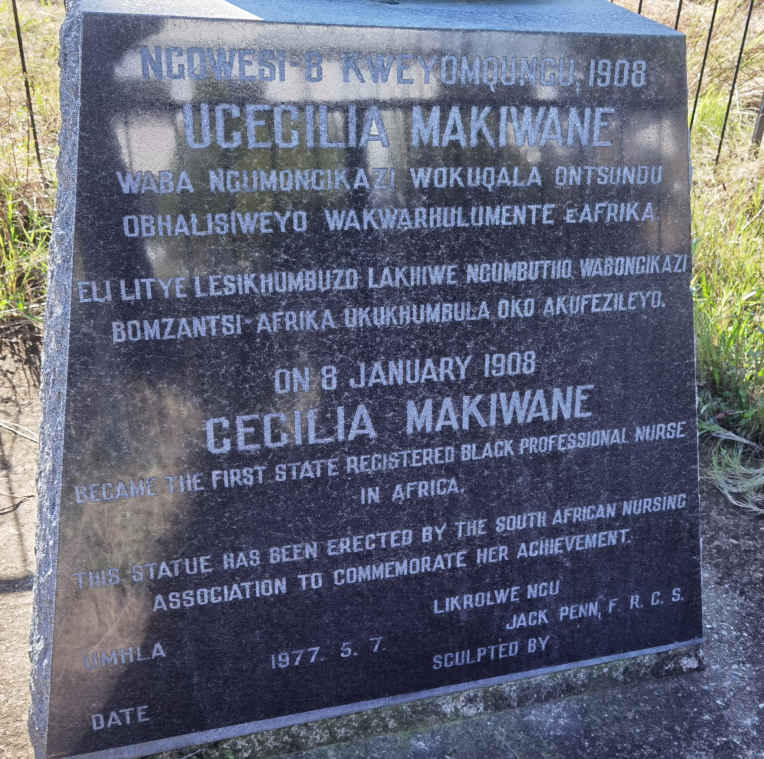 NGOWESI-8 KWEYOMQUNGU, 1908
UCECILIA MAKIWANE
WABA NGUMONGIKAZI WOKUQALA ONTSUNDU
OBHALISIWEYO WAKWARHULUMENTE EAFRIKA
ELI LITYE LESIKHUMBUZO LAKHIWE NGUMBUTHO WABONGIKAZI
BOMZANTSI-AFRIKA UKUKHUMBULA OKO AKUFEZILEYO.
ON 8 JANUARY 1908
CECILIA MAKIWANE
BECAME THE FIRST STATE REGISTERED BLACK PROFESSIONAL NURSE
IN AFRICA.
THIS STATUE HAS BEEN ERECTED BY THE SOUTH AFRICAN NURSING
ASSOCIATION TO COMMEMORATE HER ACHIEVEMENT.
LIKROLWE NGU
JACK PENN, F. R. C. S.
UMHLA 1977. 5. 7. SCULPTED BY
DATE